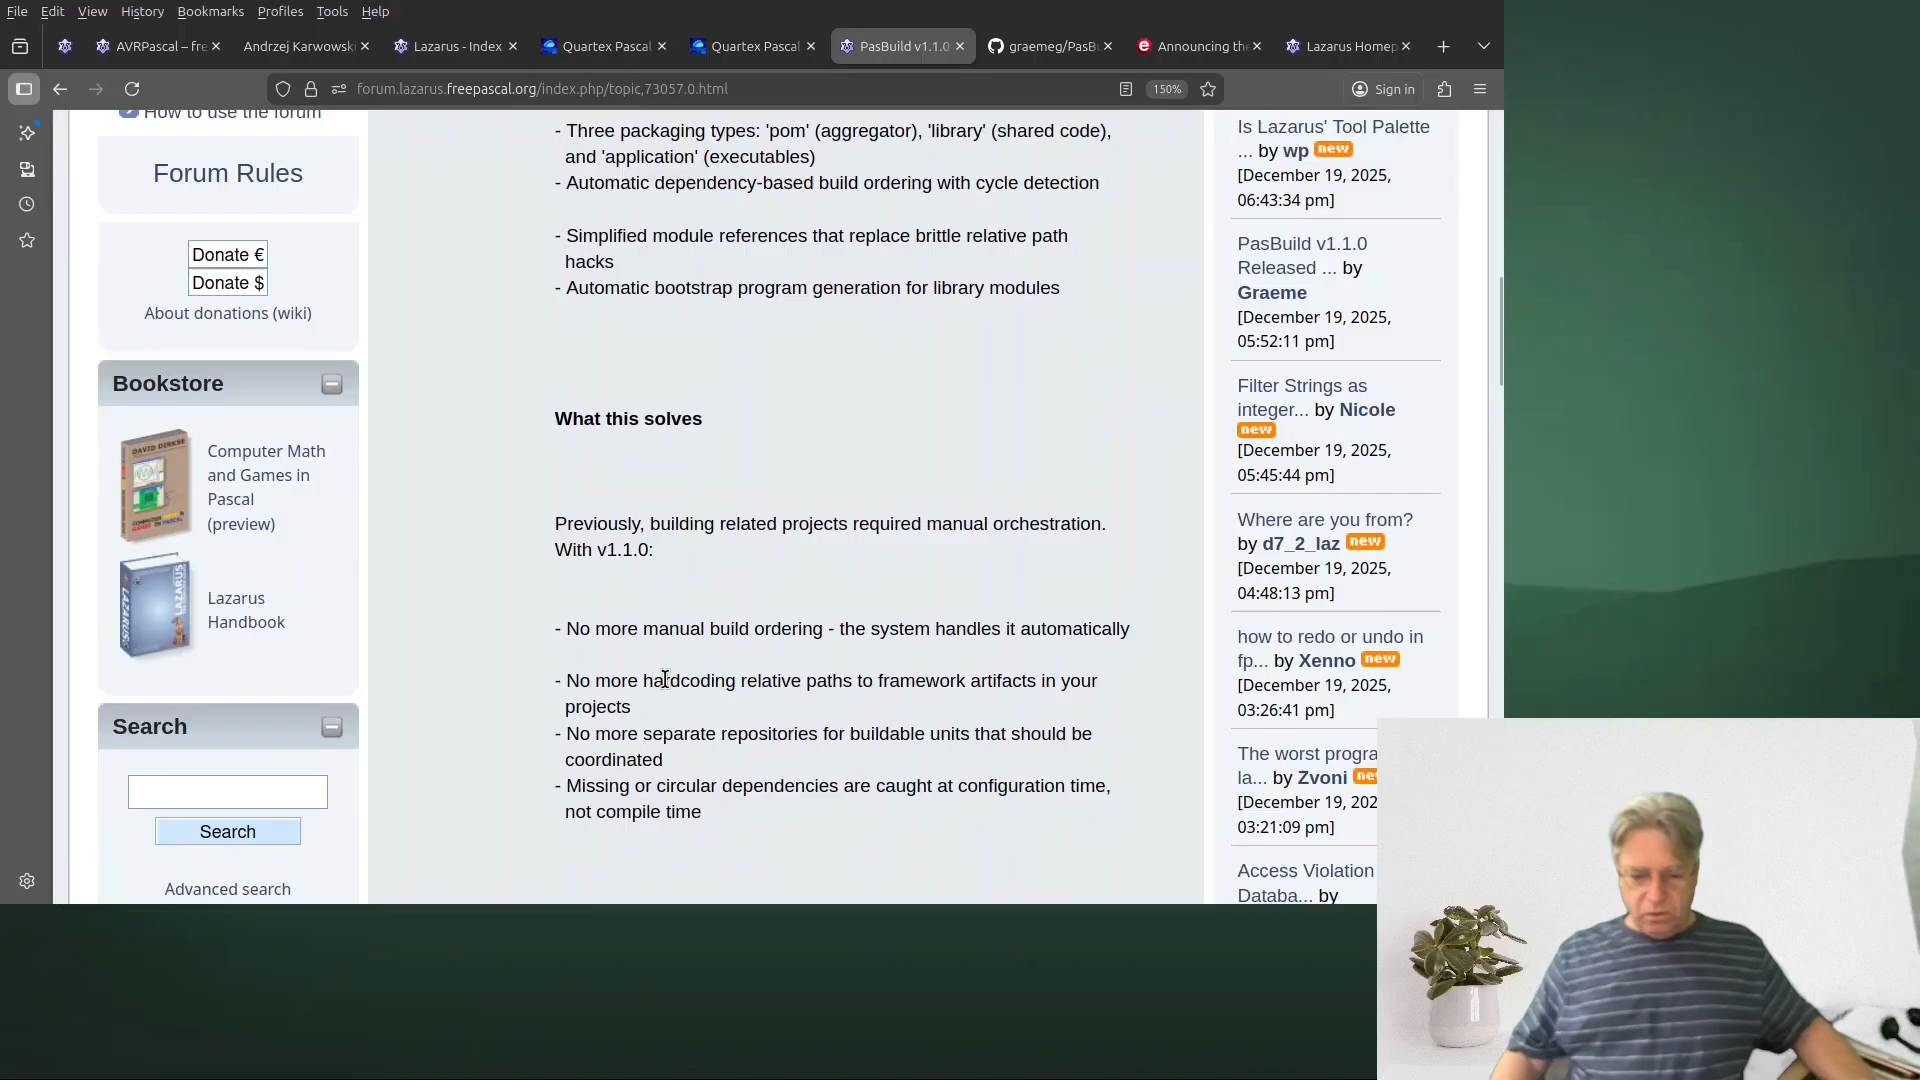 File Edit View History Bookmarks Profiles Tools Help
AVRPascal – fre
Andrzej Karwowsk
Lazarus - Index
Quartex Pascal
Quartex Pascal
PasBuild v1.1.0
graemeg/PasB
Announcing the
Lazarus Homep
forum.lazarus.freepascal.org/index.php/topic,73057.0.html
150%
Sign in
How to use the forum
Forum Rules
Donate €
Donate $
About donations (wiki)
Bookstore
Computer Math
and Games in
Pascal
(preview)
Lazarus
Handbook
Search
Search
Advanced search
- Three packaging types: 'pom' (aggregator), 'library' (shared code),
and 'application' (executables)
- Automatic dependency-based build ordering with cycle detection
- Simplified module references that replace brittle relative path
hacks
- Automatic bootstrap program generation for library modules
What this solves
Previously, building related projects required manual orchestration.
With v1.1.0:
- No more manual build ordering - the system handles it automatically
- No more hardcoding relative paths to framework artifacts in your
projects
- No more separate repositories for buildable units that should be
coordinated
- Missing or circular dependencies are caught at configuration time,
not compile time
Is Lazarus' Tool Palette
... by wp new
[December 19, 2025,
06:43:34 pm]
PasBuild v1.1.0
Released ... by
Graeme
[December 19, 2025,
05:52:11 pm]
Filter Strings as
integer... by Nicole
new
[December 19, 2025,
05:45:44 pm]
Where are you from?
by d7_2_laz new
[December 19, 2025,
04:48:13 pm]
how to redo or undo in
fp... by Xenno new
[December 19, 2025,
03:26:41 pm]
The worst progra
la... by Zvoni
[December 19, 202
03:21:09 pm]
Access Violation
Databa... by